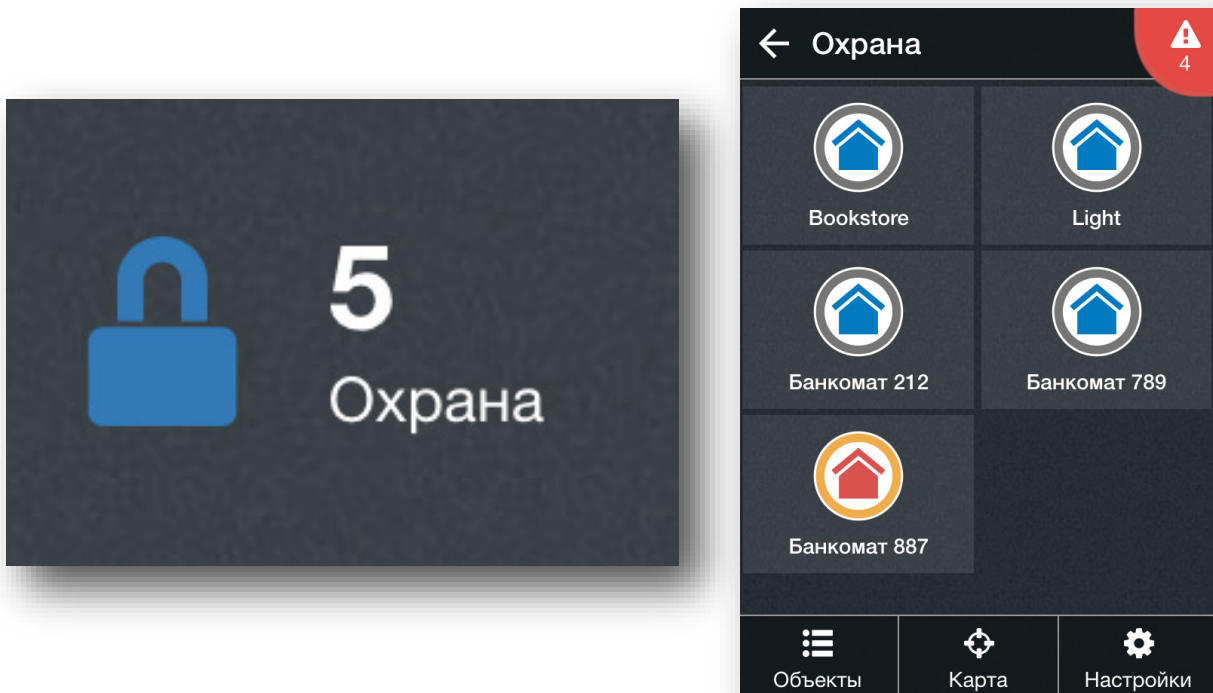 5
Охрана
Охрана
4
Bookstore
Light
Банкомат 212
Банкомат 789
Банкомат 887
Объекты
Карта
Настройки